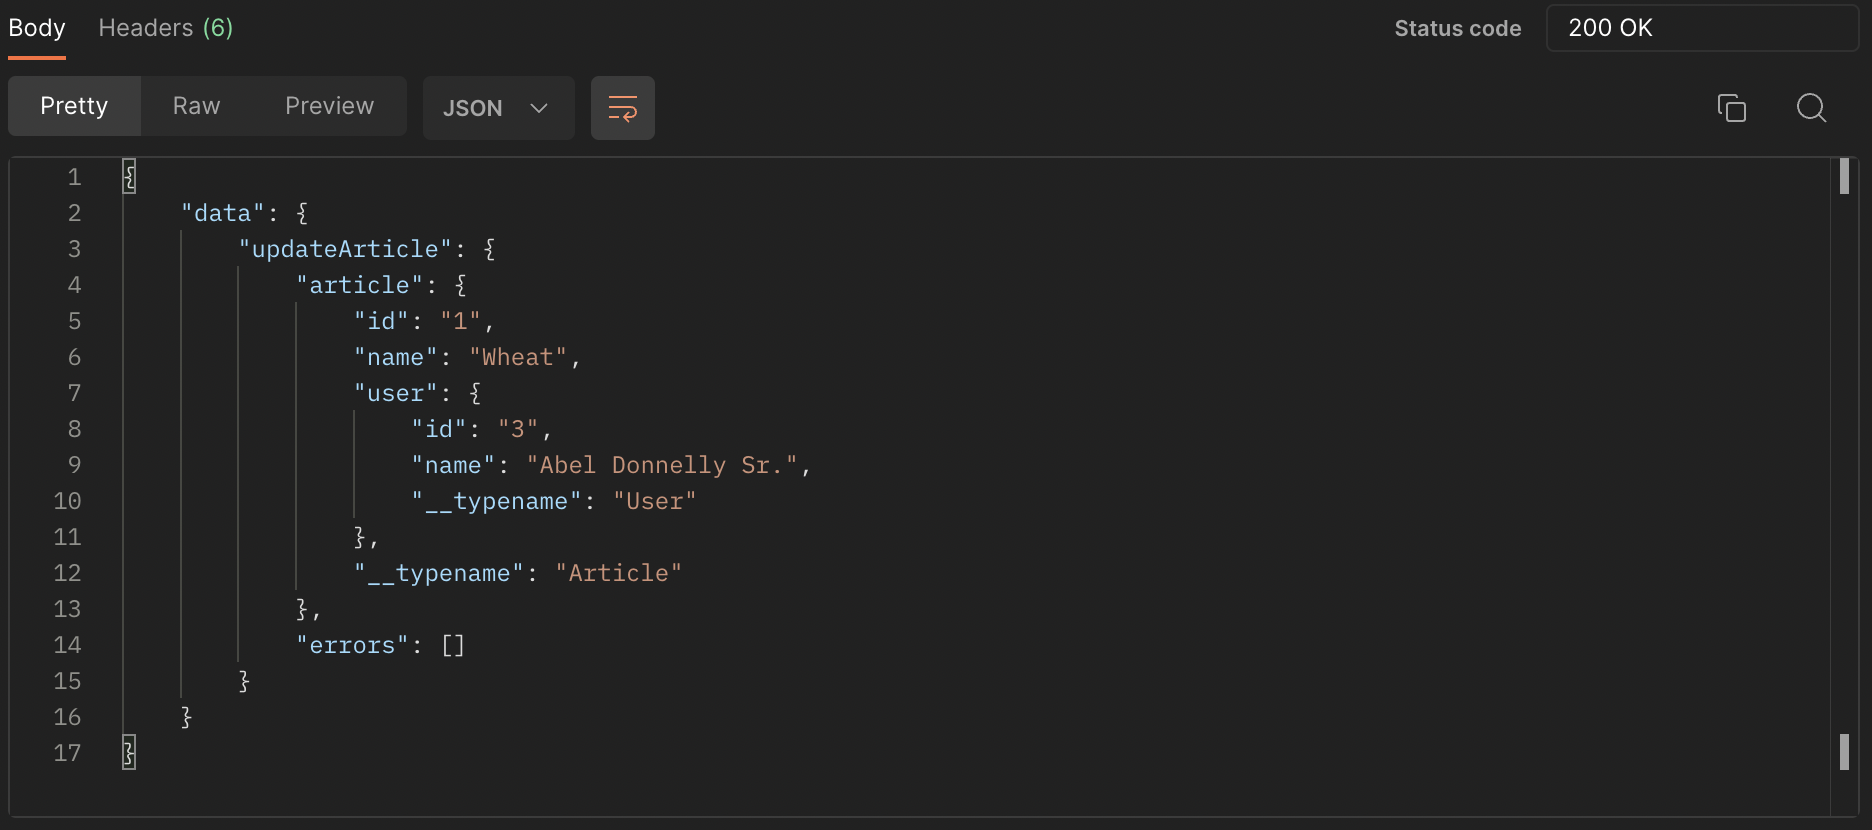 Body Headers (6) Status code 200 OK
Pretty Raw Preview JSON
1 {
2 "data": {
3 "updateArticle": {
4 "article": {
5 "id": "1",
6 "name": "Wheat",
7 "user": {
8 "id": "3",
9 "name": "Abel Donnelly Sr.",
10 "__typename": "User"
11 },
12 "__typename": "Article"
13 },
14 "errors": []
15 }
16 }
17 }